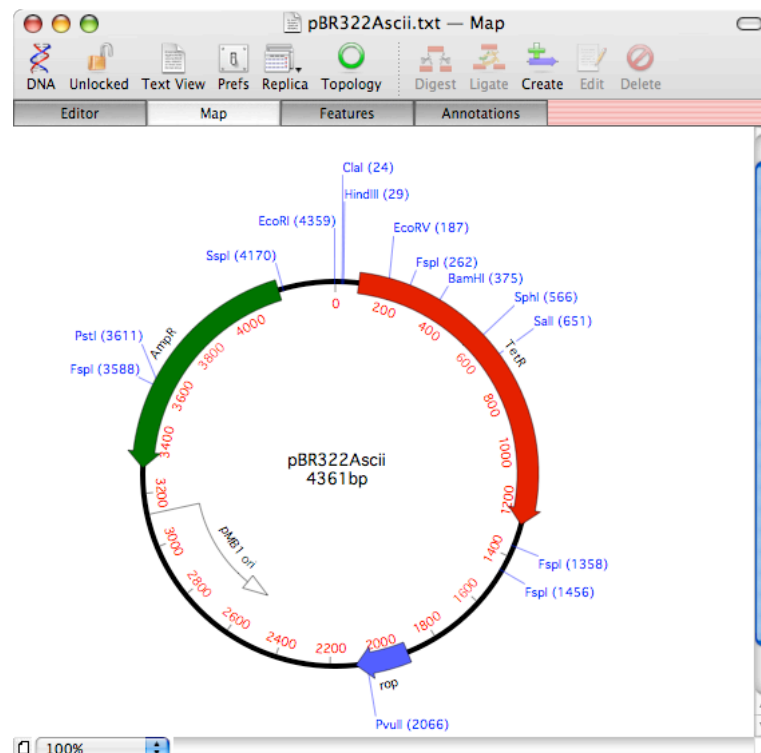 pBR322Ascii.txt — Map
DNA Unlocked Text View Prefs Replica Topology Digest Ligate Create Edit Delete
Editor Map Features Annotations
ClaI (24)
HindIII (29)
EcoRI (4359)
EcoRV (187)
SspI (4170)
FspI (262)
BamHI (375)
SphI (566)
SalI (651)
TetR
PstI (3611)
FspI (3588)
AmpR
0
200
400
600
800
1000
1200
1400
1600
1800
2000
2200
2400
2600
2800
3000
3200
3400
3600
3800
4000
pBR322Ascii
4361bp
pMB1 ori
FspI (1358)
FspI (1456)
rop
PvuII (2066)
100%